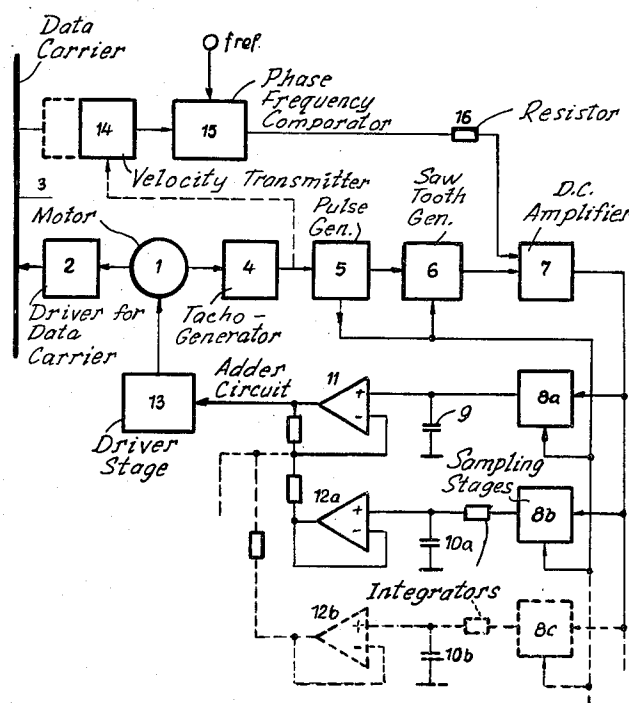 Data
Carrier
fref.
Phase
Frequency
Comparator
16
Resistor
14
15
3
Velocity Transmitter
Saw
Tooth
Gen.
D.C.
Amplifier
Motor
Pulse
Gen.
2
1
4
5
6
7
Driver for
Data
Carrier
Tacho-
Generator
Adder
Circuit
11
13
9
8a
Driver
Stage
Sampling
Stages
12a
8b
10a
Integrators
12b
8c
10b
+
-
+
-
+
-